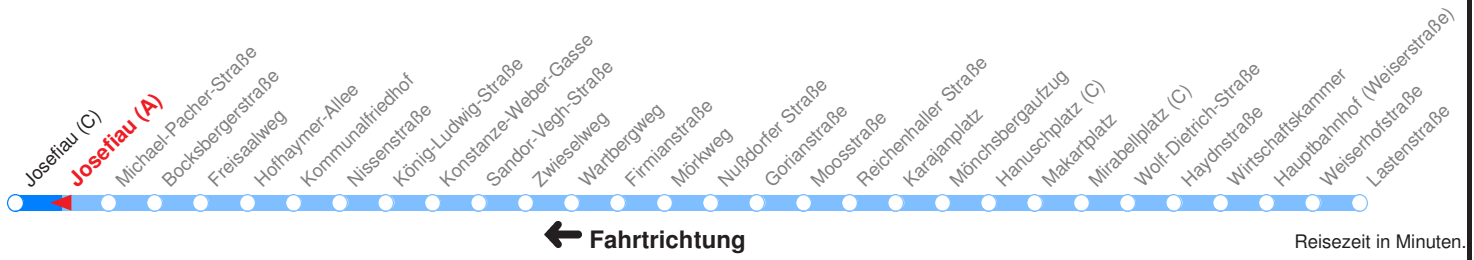 Josefiau (C)
Josefiau (A)
Michael-Pacher-Straße
Bocksbergerstraße
Freisaalweg
Hofhaymer-Allee
Kommunalfriedhof
Nissenstraße
König-Ludwig-Straße
Konstanze-Weber-Gasse
Sandor-Vegh-Straße
Zwieselweg
Wartbergweg
Firmianstraße
Mörkweg
Nußdorfer Straße
Gorianstraße
Moosstraße
Reichenhaller Straße
Karajanplatz
Mönchsbergaufzug
Hanuschplatz (C)
Makartplatz
Mirabellplatz (C)
Wolf-Dietrich-Straße
Haydnstraße
Wirtschaftskammer
Hauptbahnhof (Weiserstraße)
Weiserhofstraße
Lastenstraße
Fahrtrichtung
Reisezeit in Minuten.